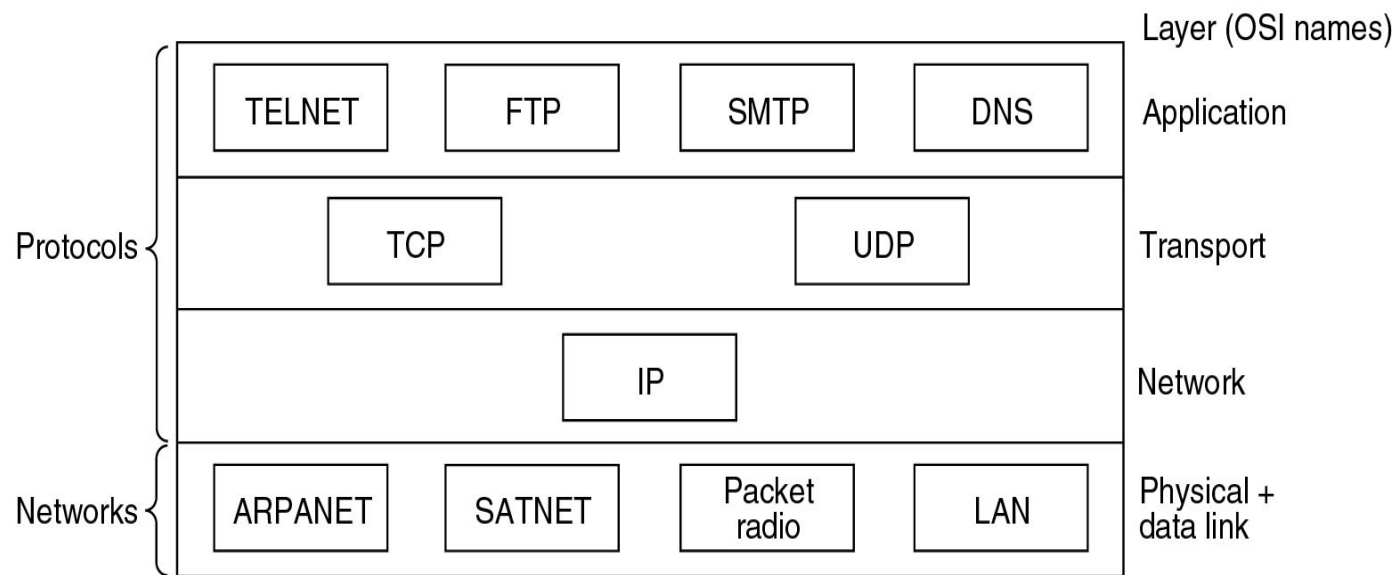 Layer (OSI names)
TELNET FTP SMTP DNS Application
Protocols TCP UDP Transport
IP Network
Networks ARPANET SATNET Packet radio LAN Physical + data link